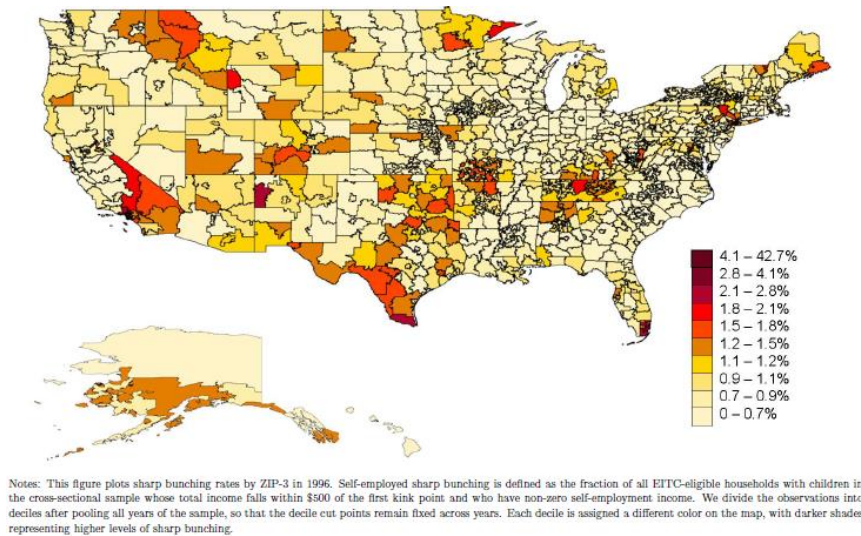 4.1 – 42.7%
2.8 – 4.1%
2.1 – 2.8%
1.8 – 2.1%
1.5 – 1.8%
1.2 – 1.5%
1.1 – 1.2%
0.9 – 1.1%
0.7 – 0.9%
0 – 0.7%
Notes: This figure plots sharp bunching rates by ZIP-3 in 1996. Self-employed sharp bunching is defined as the fraction of all EITC-eligible households with children in
the cross-sectional sample whose total income falls within $500 of the first kink point and who have non-zero self-employment income. We divide the observations into
deciles after pooling all years of the sample, so that the decile cut points remain fixed across years. Each decile is assigned a different color on the map, with darker shades
representing higher levels of sharp bunching.